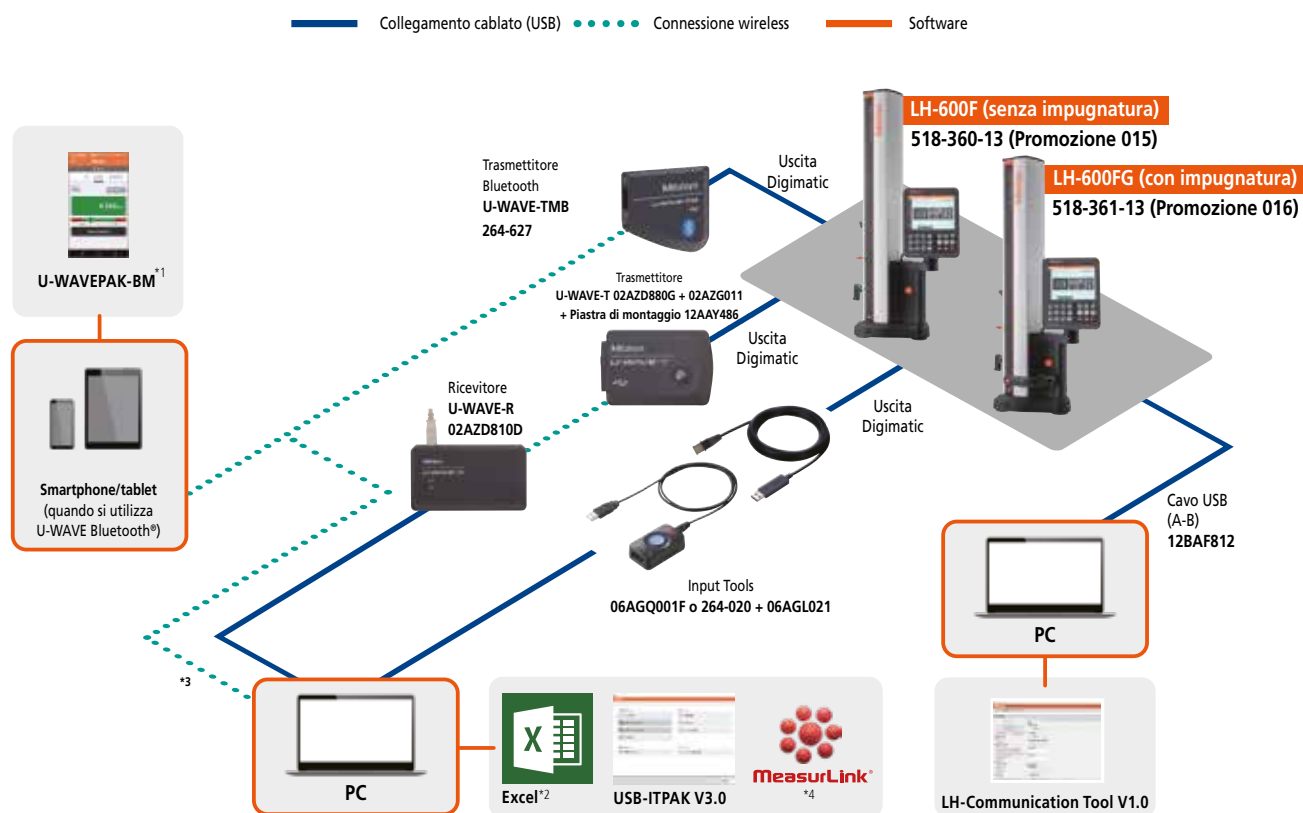 Collegamento cablato (USB)
Connessione wireless
Software
LH-600F (senza impugnatura)
518-360-13 (Promozione 015)
LH-600FG (con impugnatura)
518-361-13 (Promozione 016)
Trasmettitore
Bluetooth
U-WAVE-TMB
264-627
Uscita
Digimatic
U-WAVEPAK-BM*1
Trasmettitore
U-WAVE-T 02AZD880G + 02AZG011
+ Piastra di montaggio 12AAY486
Uscita
Digimatic
Mitutoyo
Ricevitore
U-WAVE-R
02AZD810D
Uscita
Digimatic
Smartphone/tablet
(quando si utilizza
U-WAVE Bluetooth®)
Cavo USB
(A-B)
12BAF812
Input Tools
06AGQ001F o 264-020 + 06AGL021
PC
*3
PC
X
Excel*2
USB-ITPAK V3.0
MeasurLink®
*4
LH-Communication Tool V1.0